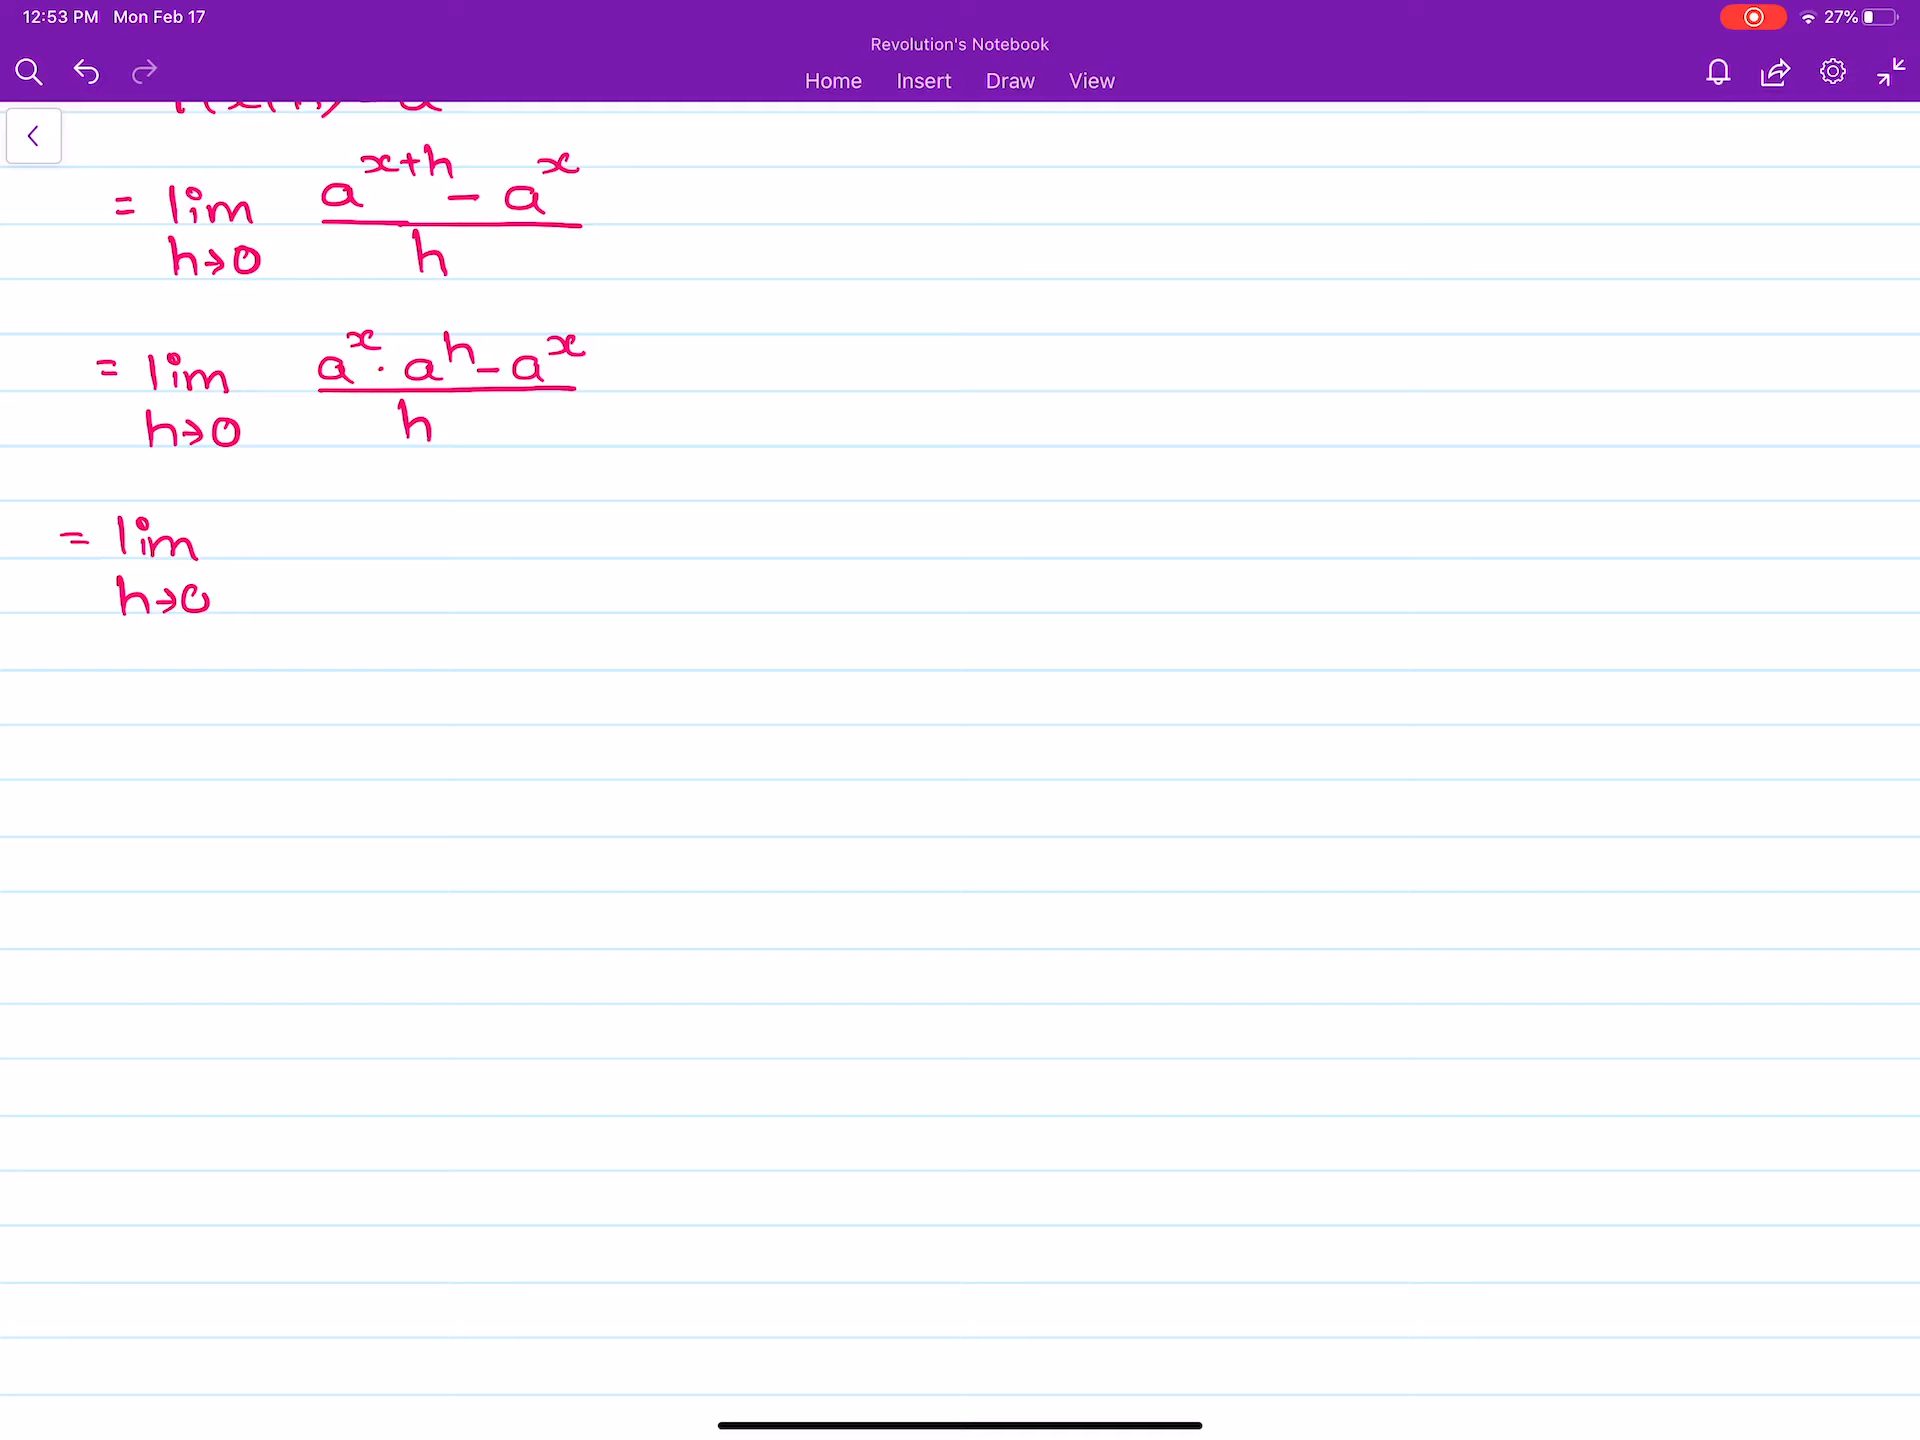 12:53 PM Mon Feb 17 27%
Revolution's Notebook
Home Insert Draw View
= lim a^{x+h} - a^x
h→0 h
= lim a^x · a^h - a^x
h→0 h
= lim
h→0